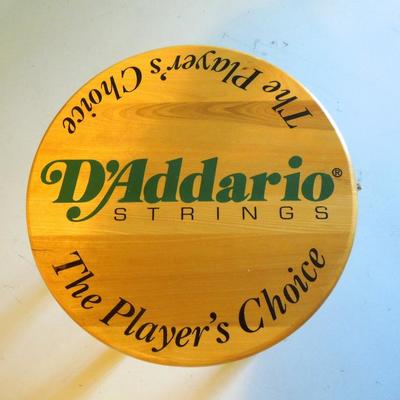 The Player's Choice
D'Addario®
STRINGS
The Player's Choice